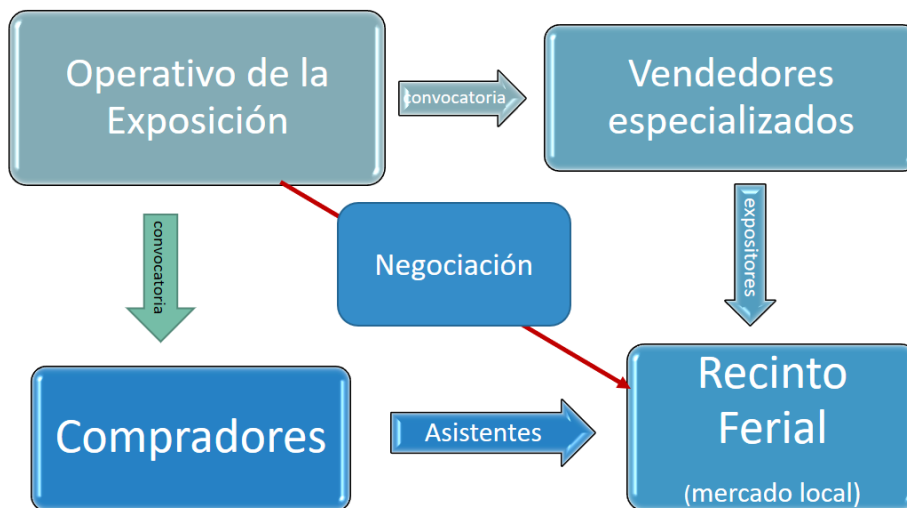 Operativo de la
Exposición
convocatoria
Vendedores
especializados
convocatoria
Negociación
expositores
Compradores
Asistentes
Recinto
Ferial
(mercado local)